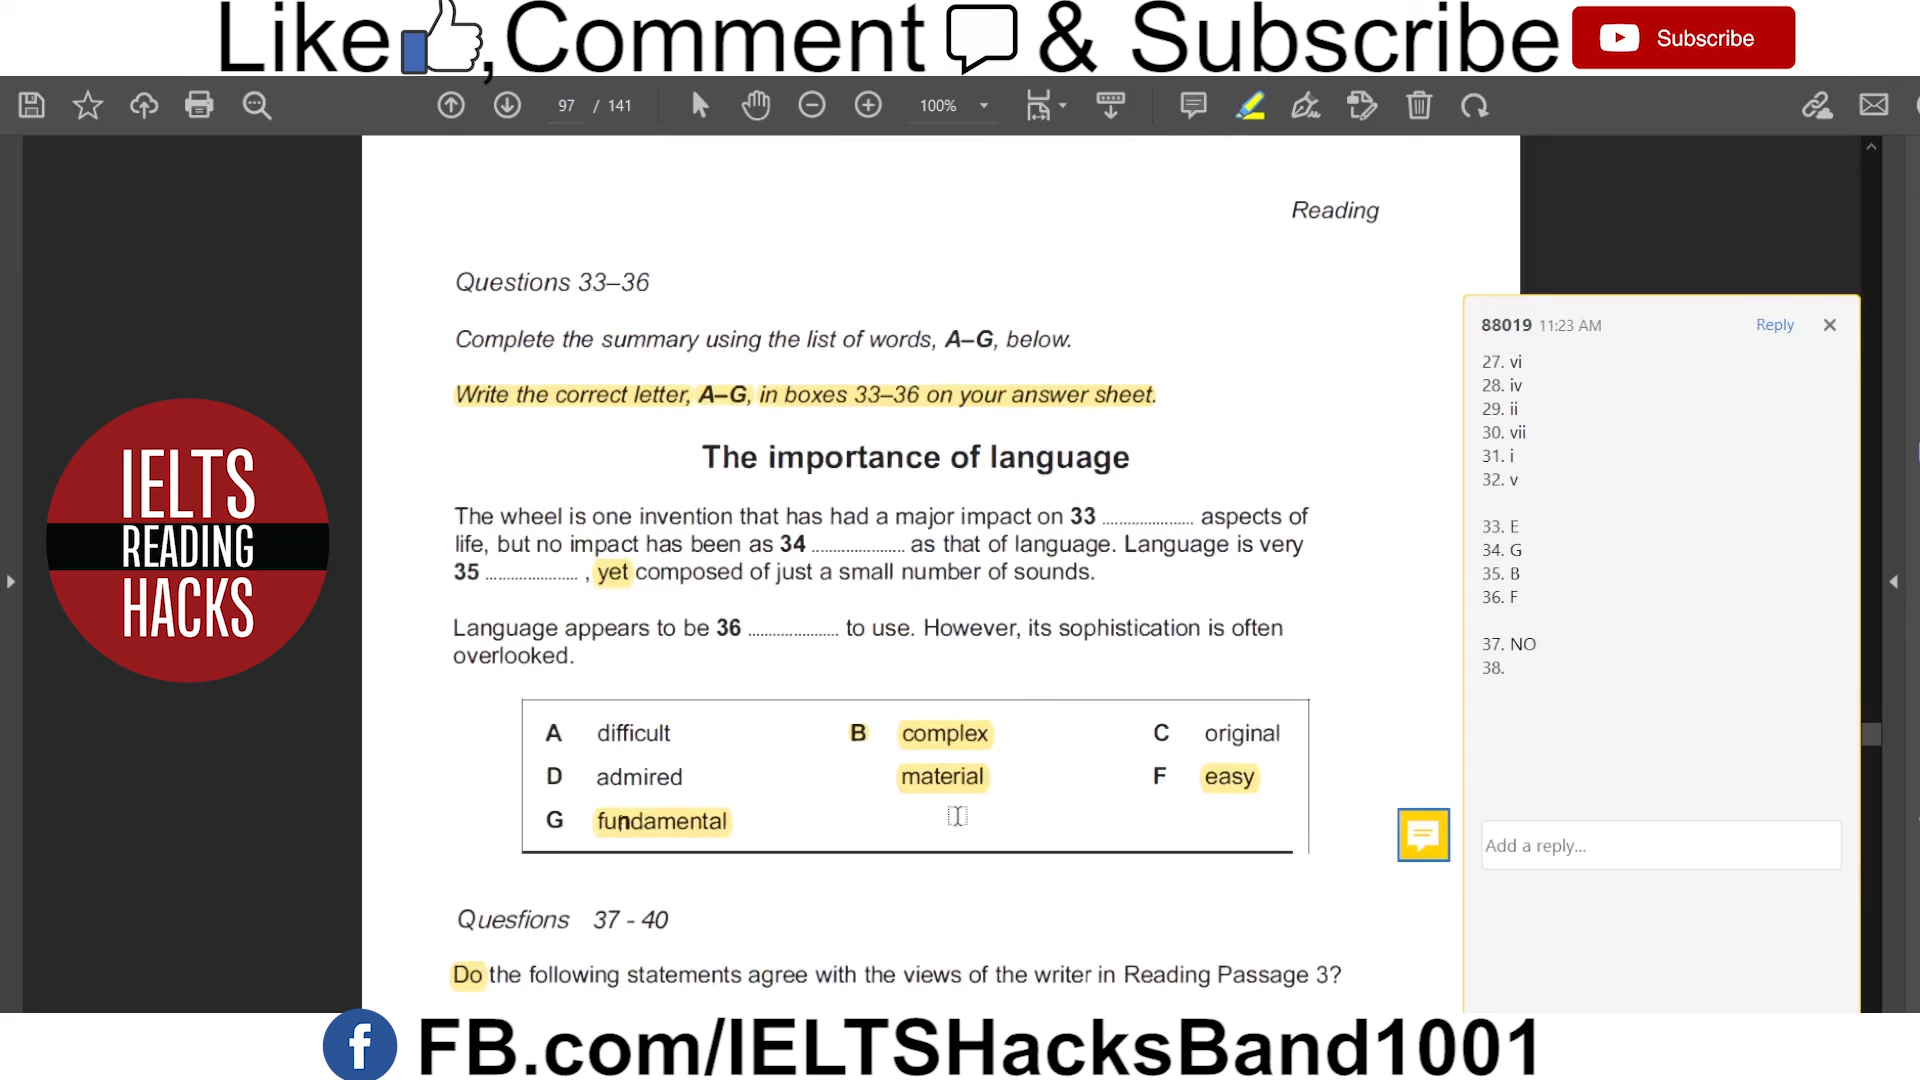 Like, Comment & Subscribe Subscribe
97 / 141 100%
Reading
Questions 33–36
Complete the summary using the list of words, A–G, below.
Write the correct letter, A–G, in boxes 33–36 on your answer sheet.
The importance of language
The wheel is one invention that has had a major impact on 33 ..................... aspects of
life, but no impact has been as 34 ..................... as that of language. Language is very
35 ..................... , yet composed of just a small number of sounds.
Language appears to be 36 ..................... to use. However, its sophistication is often
overlooked.
A difficult B complex C original
D admired material F easy
G fundamental
Quesfions 37 - 40
Do the following statements agree with the views of the writer in Reading Passage 3?
IELTS
READING
HACKS
88019 11:23 AM Reply
27. vi
28. iv
29. ii
30. vii
31. i
32. v
33. E
34. G
35. B
36. F
37. NO
38.
Add a reply...
f FB.com/IELTSHacksBand1001